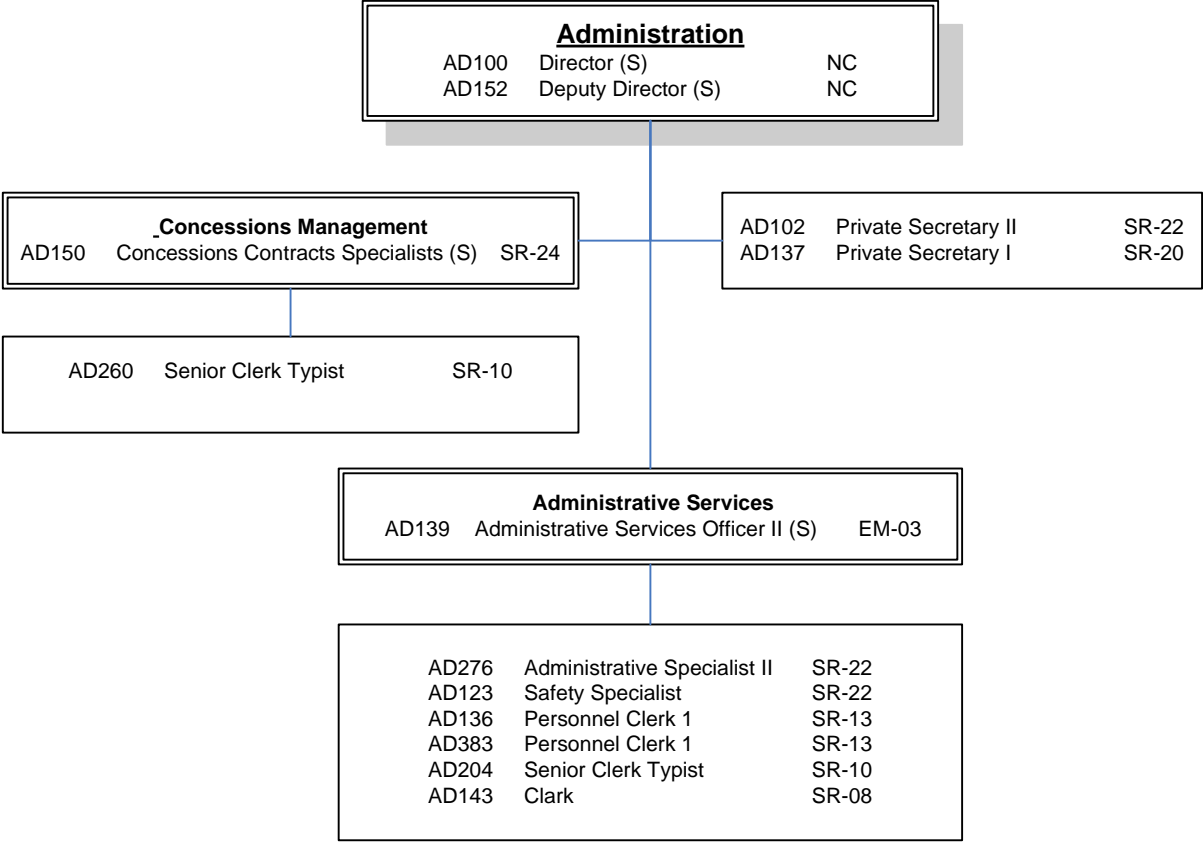 Administration
AD100 Director (S) NC
AD152 Deputy Director (S) NC
Concessions Management
AD150 Concessions Contracts Specialists (S) SR-24
AD102 Private Secretary II SR-22
AD137 Private Secretary I SR-20
AD260 Senior Clerk Typist SR-10
Administrative Services
AD139 Administrative Services Officer II (S) EM-03
AD276 Administrative Specialist II SR-22
AD123 Safety Specialist SR-22
AD136 Personnel Clerk 1 SR-13
AD383 Personnel Clerk 1 SR-13
AD204 Senior Clerk Typist SR-10
AD143 Clark SR-08